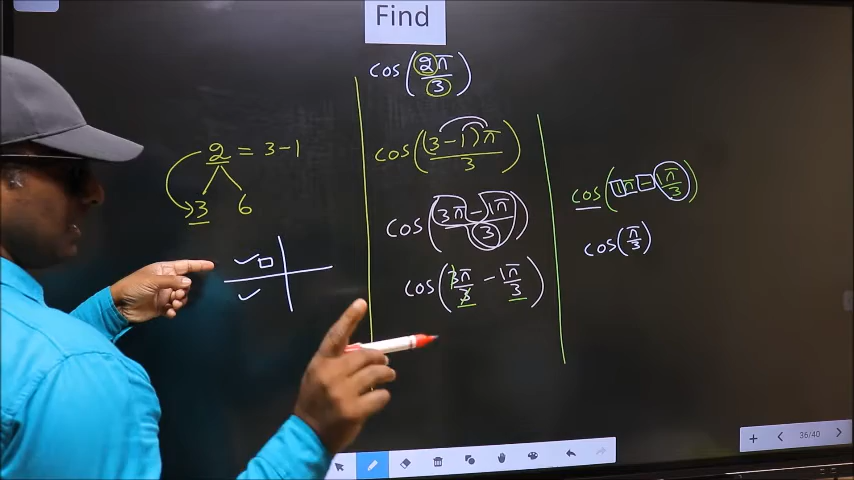 Find
cos(2π/3)
2 = 3-1
3 6
cos((3-1)π/3)
cos((3π-1π)/3)
cos(3π/3 - 1π/3)
cos(1π - 1π/3)
cos(π/3)
36/40